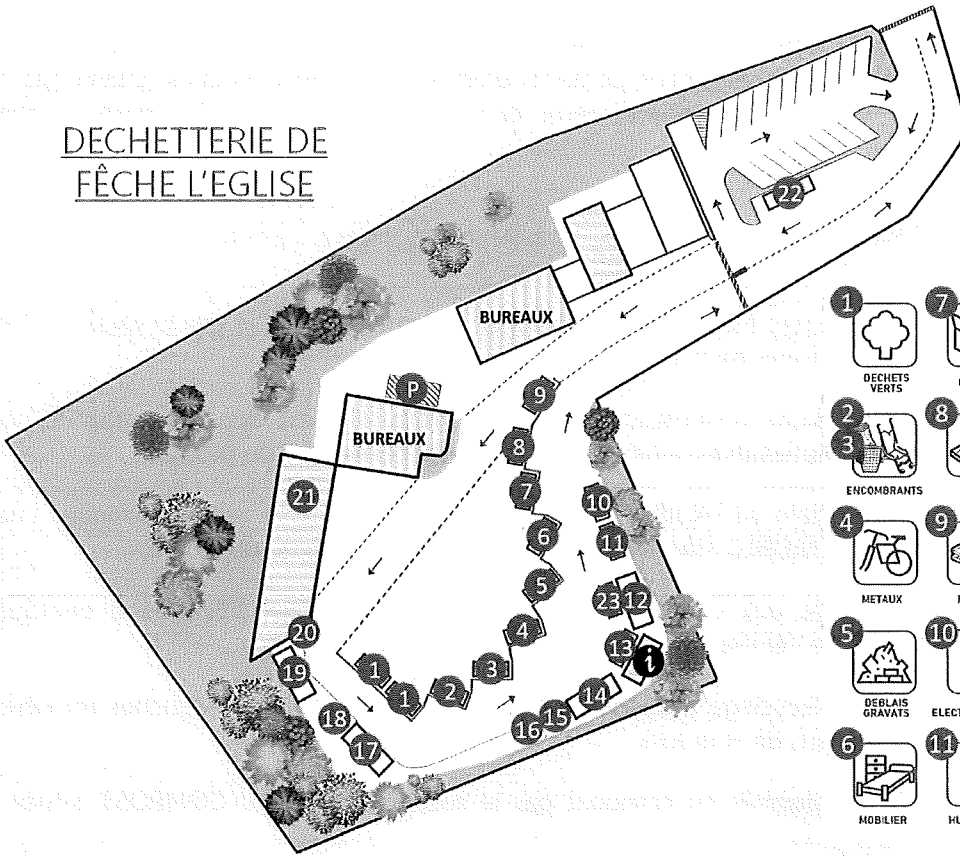 DECHETTERIE DE
FÊCHE L'EGLISE
22
BUREAUX
P
9
BUREAUX
8
21
7
10
6
11
5
23 12
20
4
13 i
19
1
3
1
2
14
15
18
16
17
1
DECHETS
VERTS
7
2
3
ENCOMBRANTS
8
4
METAUX
9
5
DEBLAIS
GRAVATS
10
6
MOBILIER
11